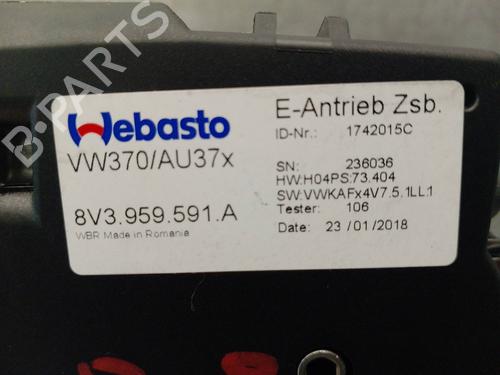 B-PARTS
Webasto
VW370/AU37x
8V3.959.591.A
WBR Made in Romania
E-Antrieb Zsb.
ID-Nr.: 1742015C
SN: 236036
HW:H04PS:73.404
SW:VWKAFx4V7.5.1LL1
Tester: 106
Date: 23 /01 /2018